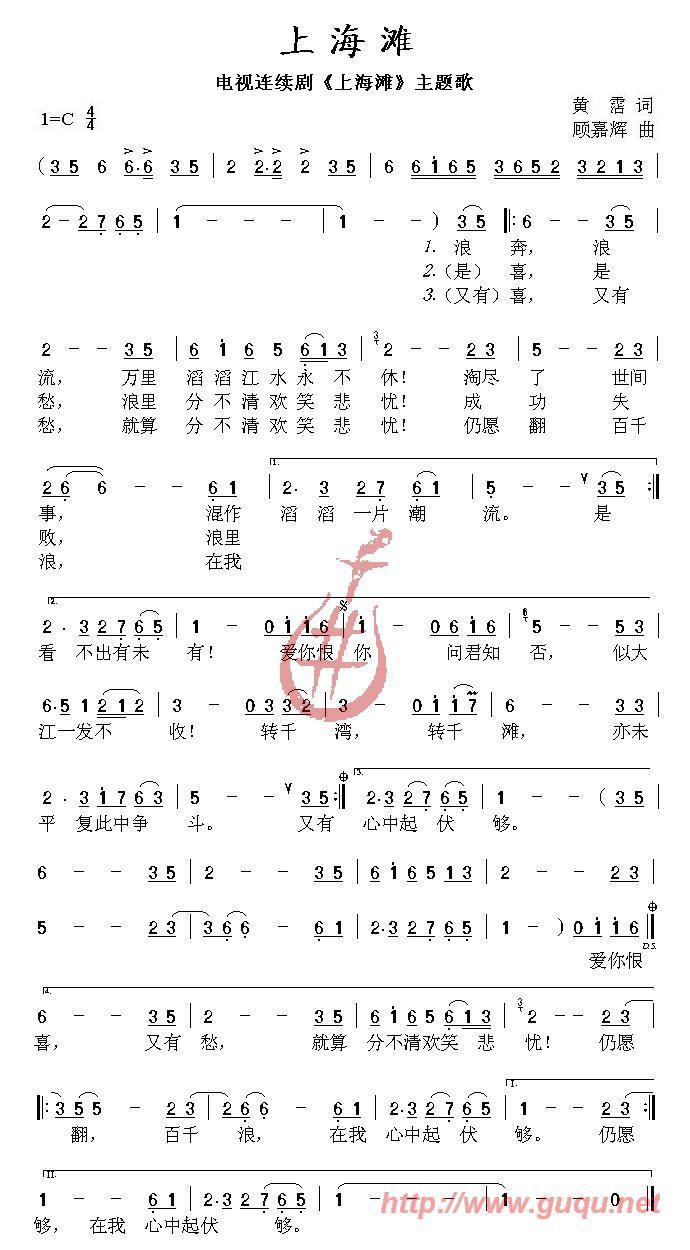 上海滩
电视连续剧《上海滩》主题歌
1=C 4/4
黄霑 词
顾嘉辉 曲
(3 5 6 6·6 | 3 5 | 2 2·2 2 3 5 | 6 6 1 6 5 3 6 5 2 3 2 1 3 |
2 - 2 7 6 5 | 1 - - - | 1 - - ) 3 5 ‖: 6 - - 3 5 |
1. 浪 奔, 浪
2.(是) 喜, 是
3.(又有) 喜, 又有
2 - - 3 5 | 6 1 6 5 6 1 3 | 2 - - 2 3 | 5 - - 2 3 |
流, 万里 滔滔江水永不 休! 淘尽 了 世间
愁, 浪里 分不清欢笑悲 忧! 成 功 失
愁, 就算 分不清欢笑悲 忧! 仍愿 翻 百千
2 6 6 - - 6 1 | 2· 3 2 7 6 1 | 5 - - 3 5 :‖
事, 混作 滔 滔 一片 潮 流。 是
败, 浪里
浪, 在我
2· 3 2 7 6 5 | 1 - 0 1 1 6 | 1 - 0 6 1 6 | 5 - - 5 3 |
看 不出有未 有! 爱你恨 你 问君知 否, 似大
6·5 1 2 1 2 | 3 - 0 3 3 2 | 3 - 0 1 1 7 | 6 - - 3 3 |
江一发不 收! 转千 湾, 转千 滩, 亦未
2· 3 1 7 6 3 | 5 - - 3 5 :‖ 2·3 2 7 6 5 | 1 - - (3 5 |
平 复此中争 斗。 又有 心中起 伏 够。
6 - - 3 5 | 2 - - 3 5 | 6 1 6 5 1 3 | 2 - - 2 3 |
5 - - 2 3 | 3 6 6 - - 6 1 | 2·3 2 7 6 5 | 1 - ) 0 1 1 6 ‖
爱你恨 D.S.
6 - - 3 5 | 2 - - 3 5 | 6 1 6 5 6 1 3 | 2 - - 2 3 |
喜, 又有 愁, 就算 分不清欢笑 悲 忧! 仍愿
‖: 3 5 5 - 2 3 | 2 6 6 - 6 1 | 2·3 2 7 6 5 | 1 - - 2 3 :‖
翻, 百千 浪, 在我 心中起 伏 够。 仍愿
1 - - 6 1 | 2·3 2 7 6 5 | 1 - - - | 1 - - 0 ‖
够, 在我 心中起伏 够。
http://www.guqu.net